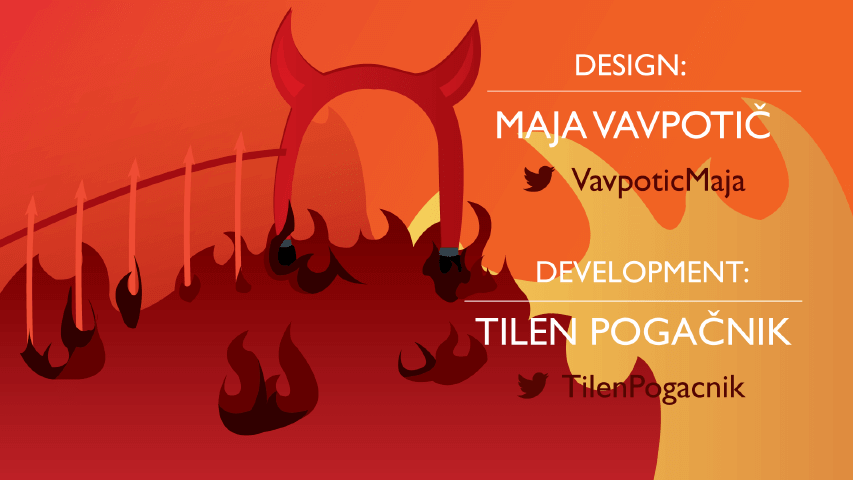 DESIGN:
MAJA VAVPOTIČ
VavpoticMaja
DEVELOPMENT:
TILEN POGAČNIK
TilenPogacnik